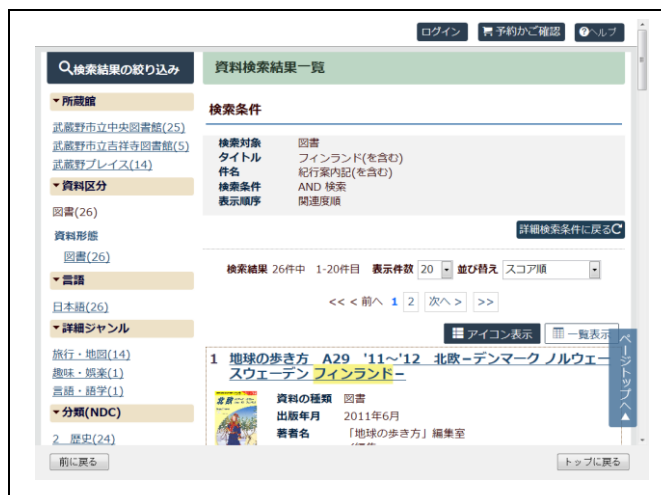 ログイン 予約かご確認 ?ヘルプ
検索結果の絞り込み
▼所蔵館
武蔵野市立中央図書館(25)
武蔵野市立吉祥寺図書館(5)
武蔵野プレイス(14)
▼資料区分
図書(26)
資料形態
図書(26)
▼言語
日本語(26)
▼詳細ジャンル
旅行・地図(14)
趣味・娯楽(1)
言語・語学(1)
▼分類(NDC)
2 歴史(24)
資料検索結果一覧
検索条件
検索対象 図書
タイトル フィンランド(を含む)
件名 紀行案内記(を含む)
検索条件 AND 検索
表示順序 関連度順
詳細検索条件に戻る
検索結果 26件中 1-20件目 表示件数 20 並び替え スコア順
<< < 前へ 1 2 次へ > >>
アイコン表示 一覧表示
1 地球の歩き方 A29 '11～'12 北欧－デンマーク ノルウェー
スウェーデン フィンランド－
北欧
資料の種類 図書
出版年月 2011年6月
著者名 「地球の歩き方」編集室
ページトップへ▲
前に戻る トップに戻る